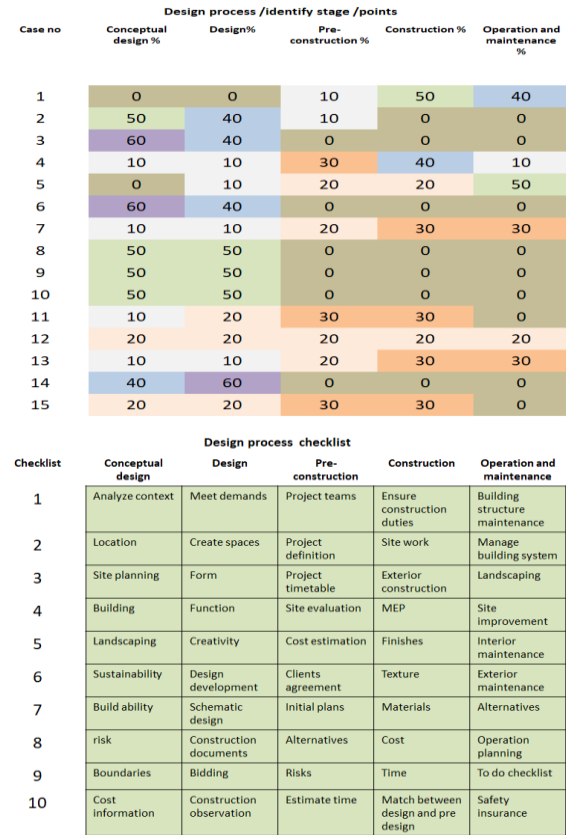 Design process /identify stage /points
Case no Conceptual design % Design% Pre-construction % Construction % Operation and maintenance %
1 0 0 10 50 40
2 50 40 10 0 0
3 60 40 0 0 0
4 10 10 30 40 10
5 0 10 20 20 50
6 60 40 0 0 0
7 10 10 20 30 30
8 50 50 0 0 0
9 50 50 0 0 0
10 50 50 0 0 0
11 10 20 30 30 0
12 20 20 20 20 20
13 10 10 20 30 30
14 40 60 0 0 0
15 20 20 30 30 0
Design process checklist
Checklist Conceptual design Design Pre-construction Construction Operation and maintenance
1 Analyze context Meet demands Project teams Ensure construction duties Building structure maintenance
2 Location Create spaces Project definition Site work Manage building system
3 Site planning Form Project timetable Exterior construction Landscaping
4 Building Function Site evaluation MEP Site improvement
5 Landscaping Creativity Cost estimation Finishes Interior maintenance
6 Sustainability Design development Clients agreement Texture Exterior maintenance
7 Build ability Schematic design Initial plans Materials Alternatives
8 risk Construction documents Alternatives Cost Operation planning
9 Boundaries Bidding Risks Time To do checklist
10 Cost information Construction observation Estimate time Match between design and pre design Safety insurance